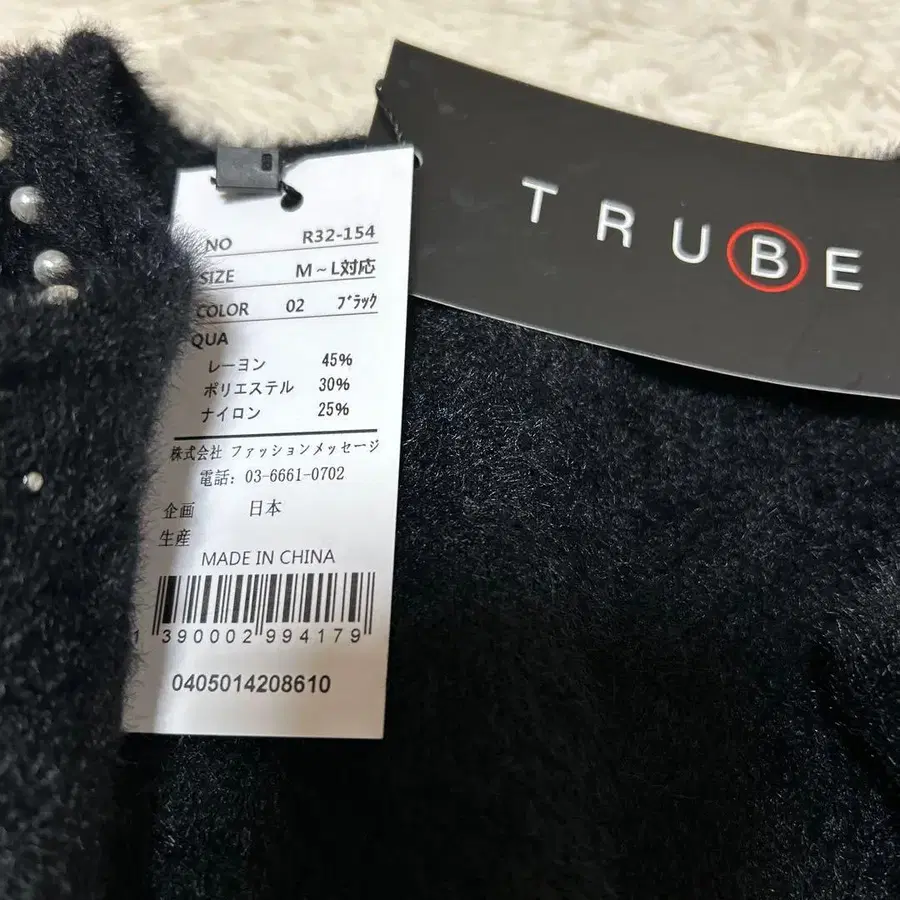 TRUBE
NO R32-154
SIZE M～L対応
COLOR 02 ﾌﾞﾗｯｸ
QUA
レーヨン 45%
ポリエステル 30%
ナイロン 25%
株式会社 ファッションメッセージ
電話: 03-6661-0702
企画 日本
生産
MADE IN CHINA
1 390002 994179
0405014208610